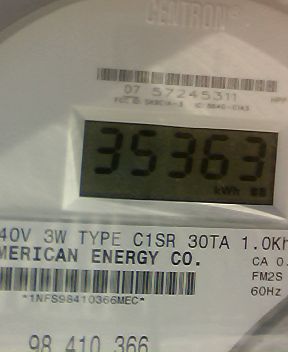 CENTRON®
07 57245311
35363
kWh
40V 3W TYPE C1SR 30TA 1.0Kh
MERICAN ENERGY CO.
CA 0.
FM2S
*1NFS98410366MEC*
60Hz
98 410 366